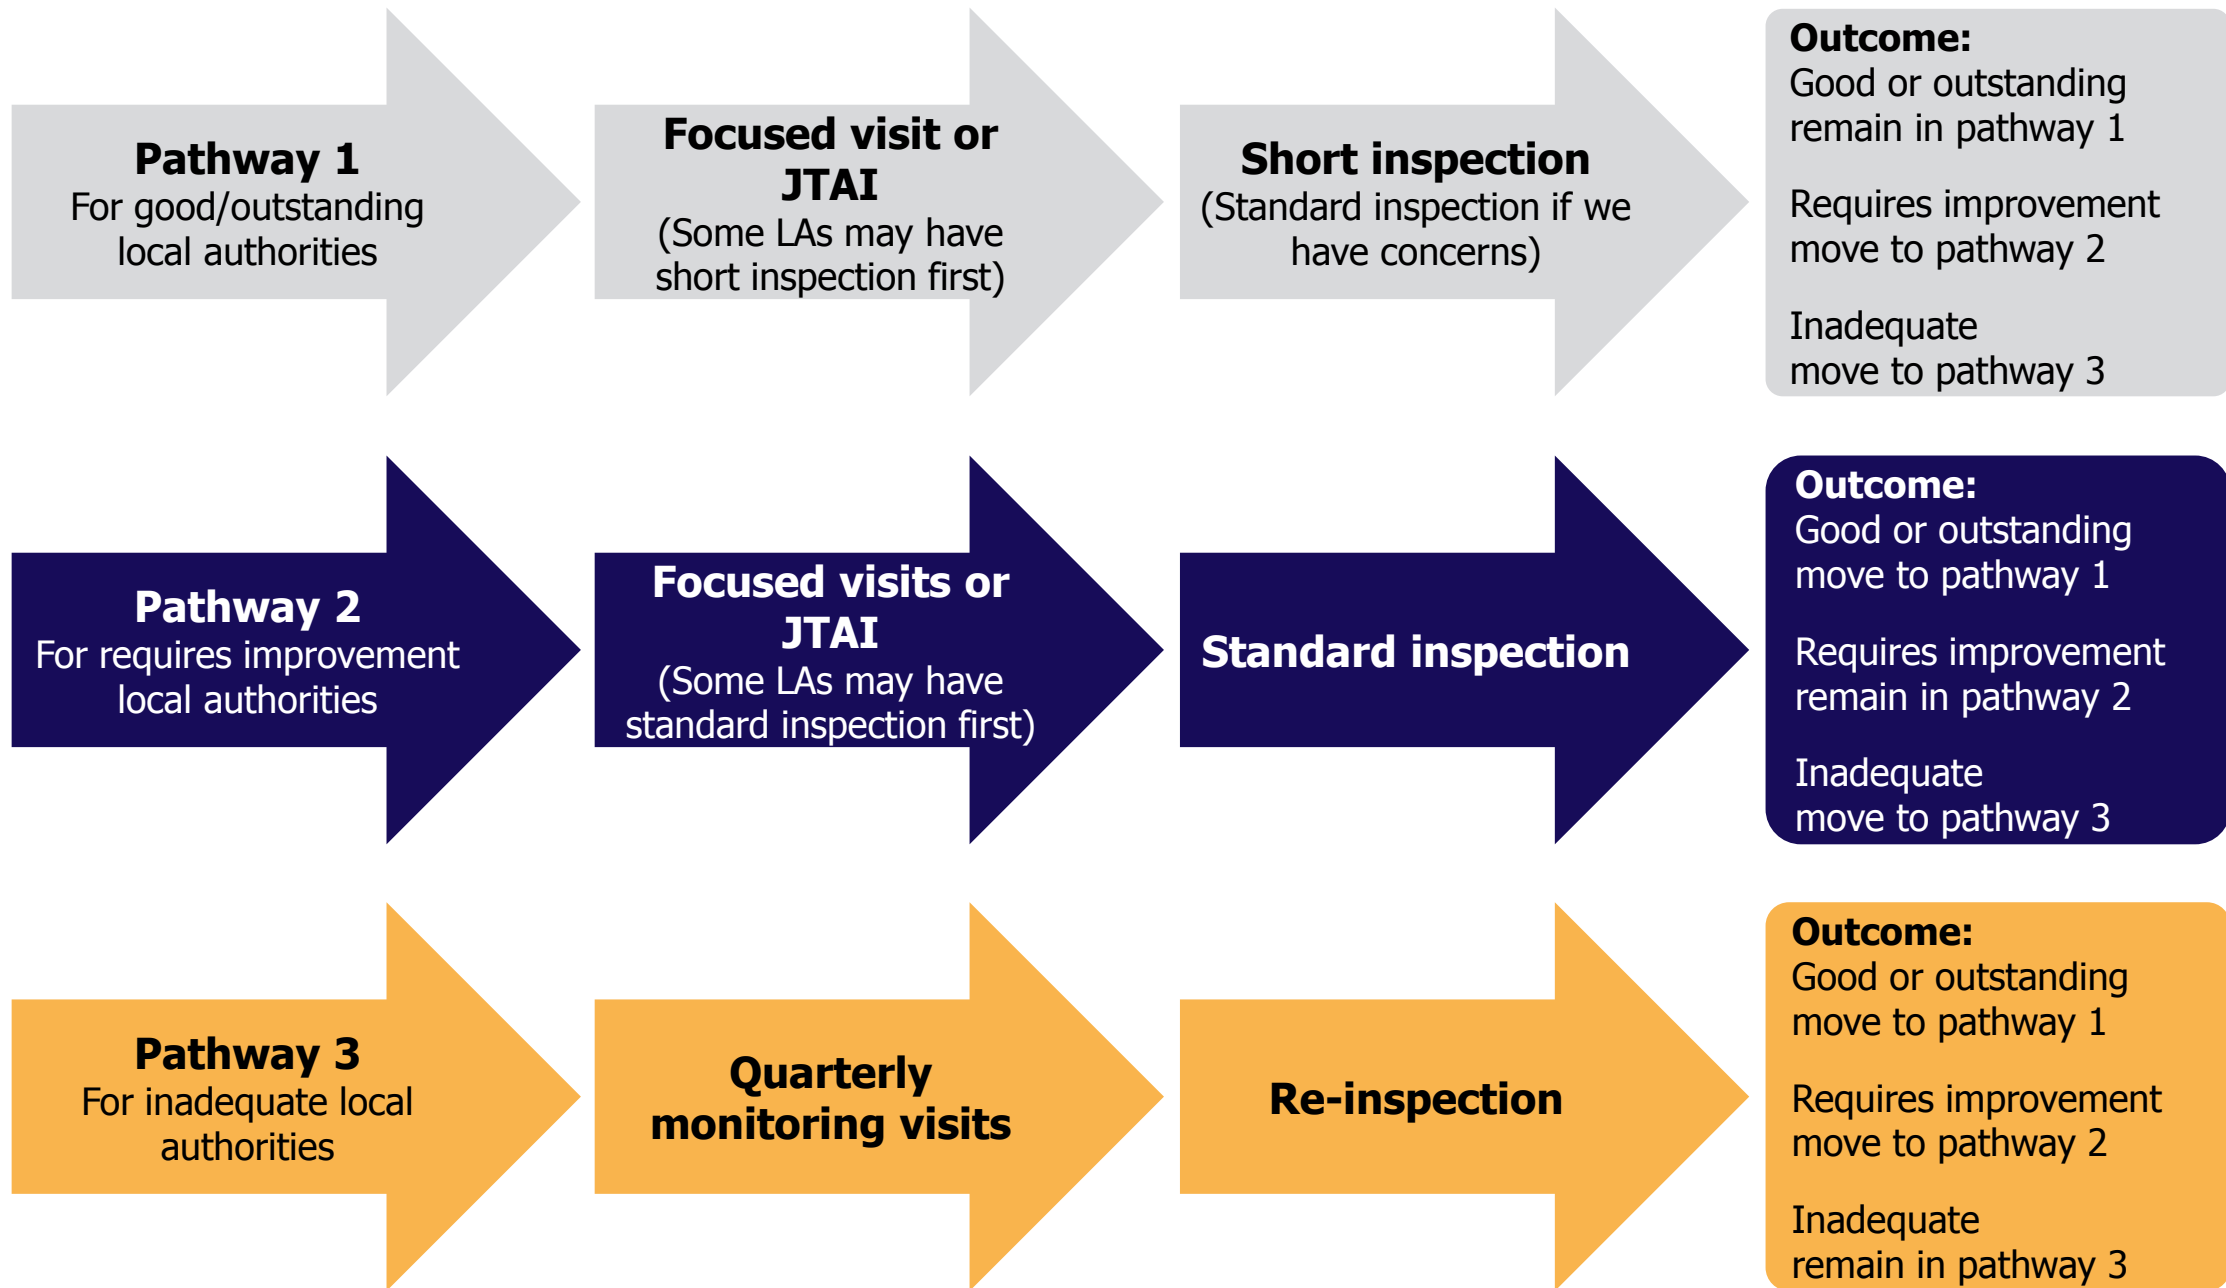 Pathway 1
For good/outstanding
local authorities
Focused visit or
JTAI
(Some LAs may have
short inspection first)
Short inspection
(Standard inspection if we
have concerns)
Outcome:
Good or outstanding
remain in pathway 1
Requires improvement
move to pathway 2
Inadequate
move to pathway 3
Pathway 2
For requires improvement
local authorities
Focused visits or
JTAI
(Some LAs may have
standard inspection first)
Standard inspection
Outcome:
Good or outstanding
move to pathway 1
Requires improvement
remain in pathway 2
Inadequate
move to pathway 3
Pathway 3
For inadequate local
authorities
Quarterly
monitoring visits
Re-inspection
Outcome:
Good or outstanding
move to pathway 1
Requires improvement
move to pathway 2
Inadequate
remain in pathway 3